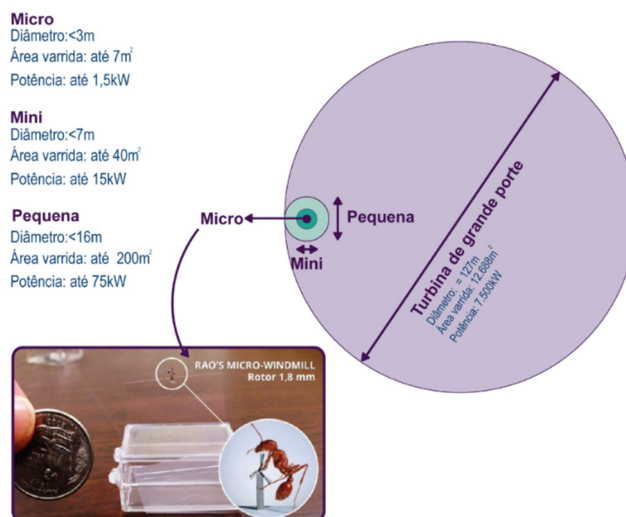 Micro
Diâmetro:<3m
Área varrida: até 7m²
Potência: até 1,5kW
Mini
Diâmetro:<7m
Área varrida: até 40m²
Potência: até 15kW
Pequena
Diâmetro:<16m
Área varrida: até 200m²
Potência: até 75kW
Micro
Pequena
Mini
Turbina de grande porte
Diâmetro: = 127m
Área varrida: 12.688m²
Potência: 7.500kW
RAO'S MICRO-WINDMILL
Rotor 1,8 mm